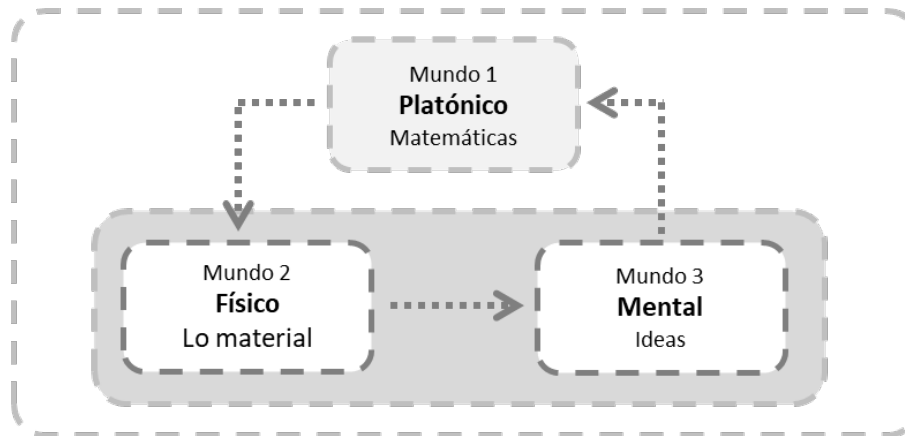 Mundo 1
Platónico
Matemáticas
Mundo 2
Físico
Lo material
Mundo 3
Mental
Ideas